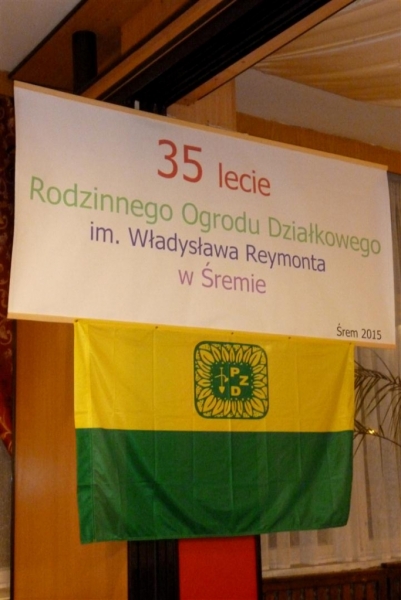 35 lecie
Rodzinnego Ogrodu Działkowego
im. Władysława Reymonta
w Śremie
Śrem 2015
PZD